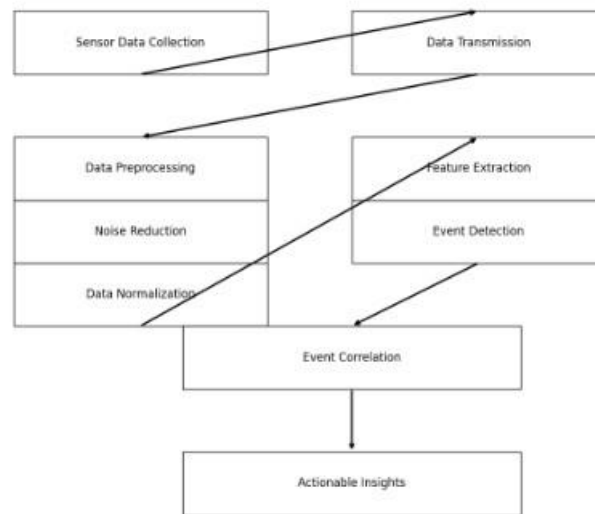 Sensor Data Collection
Data Transmission
Data Preprocessing
Feature Extraction
Noise Reduction
Event Detection
Data Normalization
Event Correlation
Actionable Insights